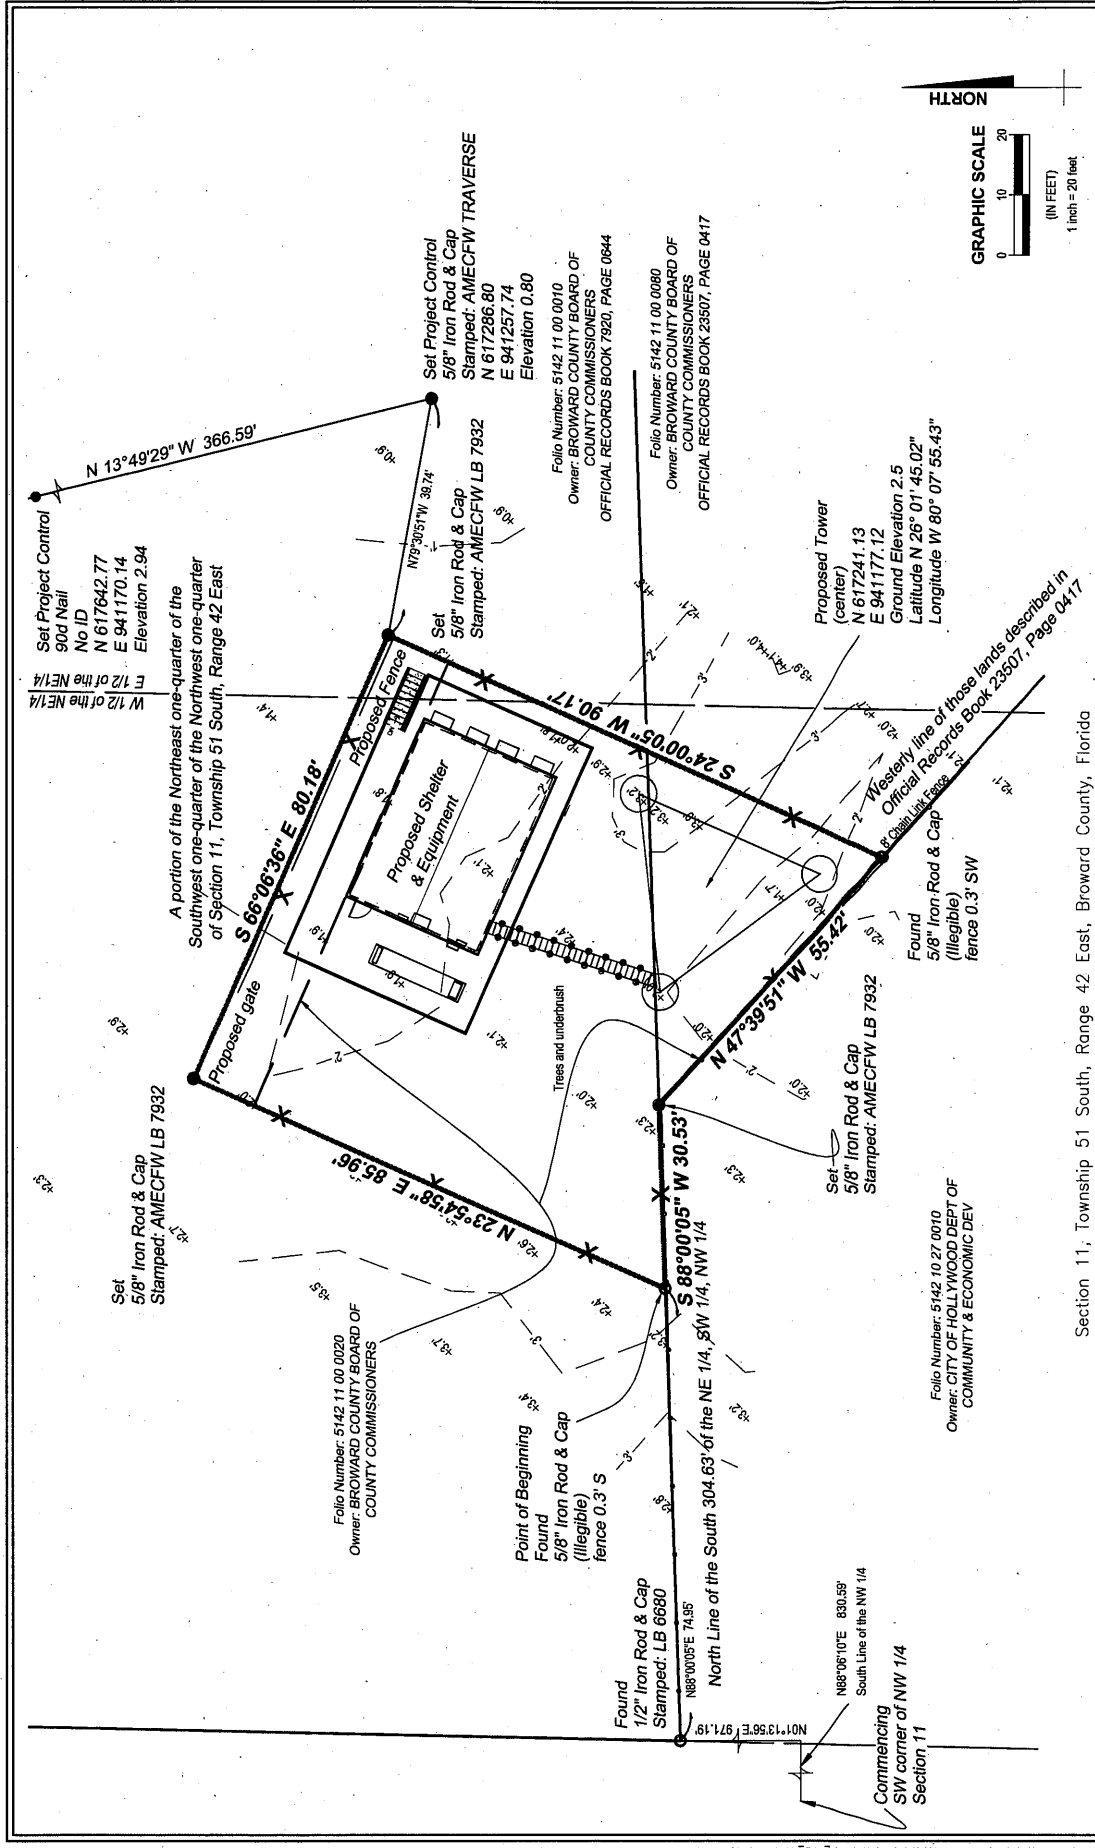 Set Project Control
90d Nail
No ID
N 617642.77
E 941170.14
Elevation 2.94
W 1/2 of the NE1/4
E 1/2 of the NE1/4
N 13°49'29" W 366.59'
Set Project Control
5/8" Iron Rod & Cap
Stamped: AMECFW TRAVERSE
N 617286.80
E 941257.74
Elevation 0.80
A portion of the Northeast one-quarter of the
Southwest one-quarter of the Northwest one-quarter
of Section 11, Township 51 South, Range 42 East
S 66°06'36" E 80.18'
N79°30'51"W 39.74'
Set
5/8" Iron Rod & Cap
Stamped: AMECFW LB 7932
Set
5/8" Iron Rod & Cap
Stamped: AMECFW LB 7932
Proposed gate
Proposed Fence
Proposed Shelter
& Equipment
Folio Number: 5142 11 00 0010
Owner: BROWARD COUNTY BOARD OF
COUNTY COMMISSIONERS
OFFICIAL RECORDS BOOK 7920, PAGE 0644
Folio Number: 5142 11 00 0080
Owner: BROWARD COUNTY BOARD OF
COUNTY COMMISSIONERS
OFFICIAL RECORDS BOOK 23507, PAGE 0417
Folio Number: 5142 11 00 0020
Owner: BROWARD COUNTY BOARD OF
COUNTY COMMISSIONERS
N 23°54'58" E 85.96'
Trees and underbrush
S 24°00'05" W 90.17'
Proposed Tower
(center)
N 617241.13
E 941177.12
Ground Elevation 2.5
Latitude N 26° 01' 45.02"
Longitude W 80° 07' 55.43"
Westerly line of those lands described in
Official Records Book 23507, Page 0417
8' Chain Link Fence
Found
5/8" Iron Rod & Cap
(Illegible)
fence 0.3' SW
N 47°39'51" W 55.42'
Set
5/8" Iron Rod & Cap
Stamped: AMECFW LB 7932
S 88°00'05" W 30.53'
Point of Beginning
Found
5/8" Iron Rod & Cap
(Illegible)
fence 0.3' S
Found
1/2" Iron Rod & Cap
Stamped: LB 6680
N88°00'05"E 74.95'
North Line of the South 304.63' of the NE 1/4, SW 1/4, NW 1/4
N01°13'56"E 971.19'
N88°06'10"E 830.59'
South Line of the NW 1/4
Commencing
SW corner of NW 1/4
Section 11
Folio Number: 5142 10 27 0010
Owner: CITY OF HOLLYWOOD DEPT OF
COMMUNITY & ECONOMIC DEV
NORTH
GRAPHIC SCALE
0 10 20
(IN FEET)
1 inch = 20 feet
Section 11, Township 51 South, Range 42 East, Broward County, Florida